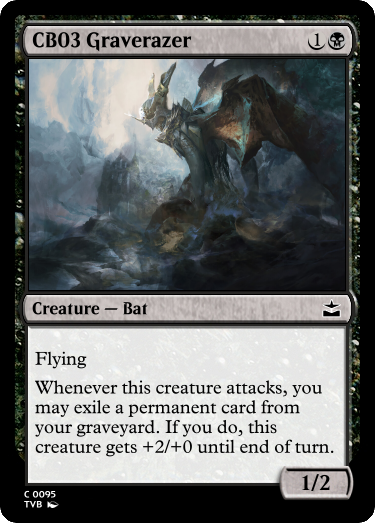 CB03 Graverazer 1
Creature — Bat
Flying
Whenever this creature attacks, you
may exile a permanent card from
your graveyard. If you do, this
creature gets +2/+0 until end of turn.
1/2
C 0095
TVB